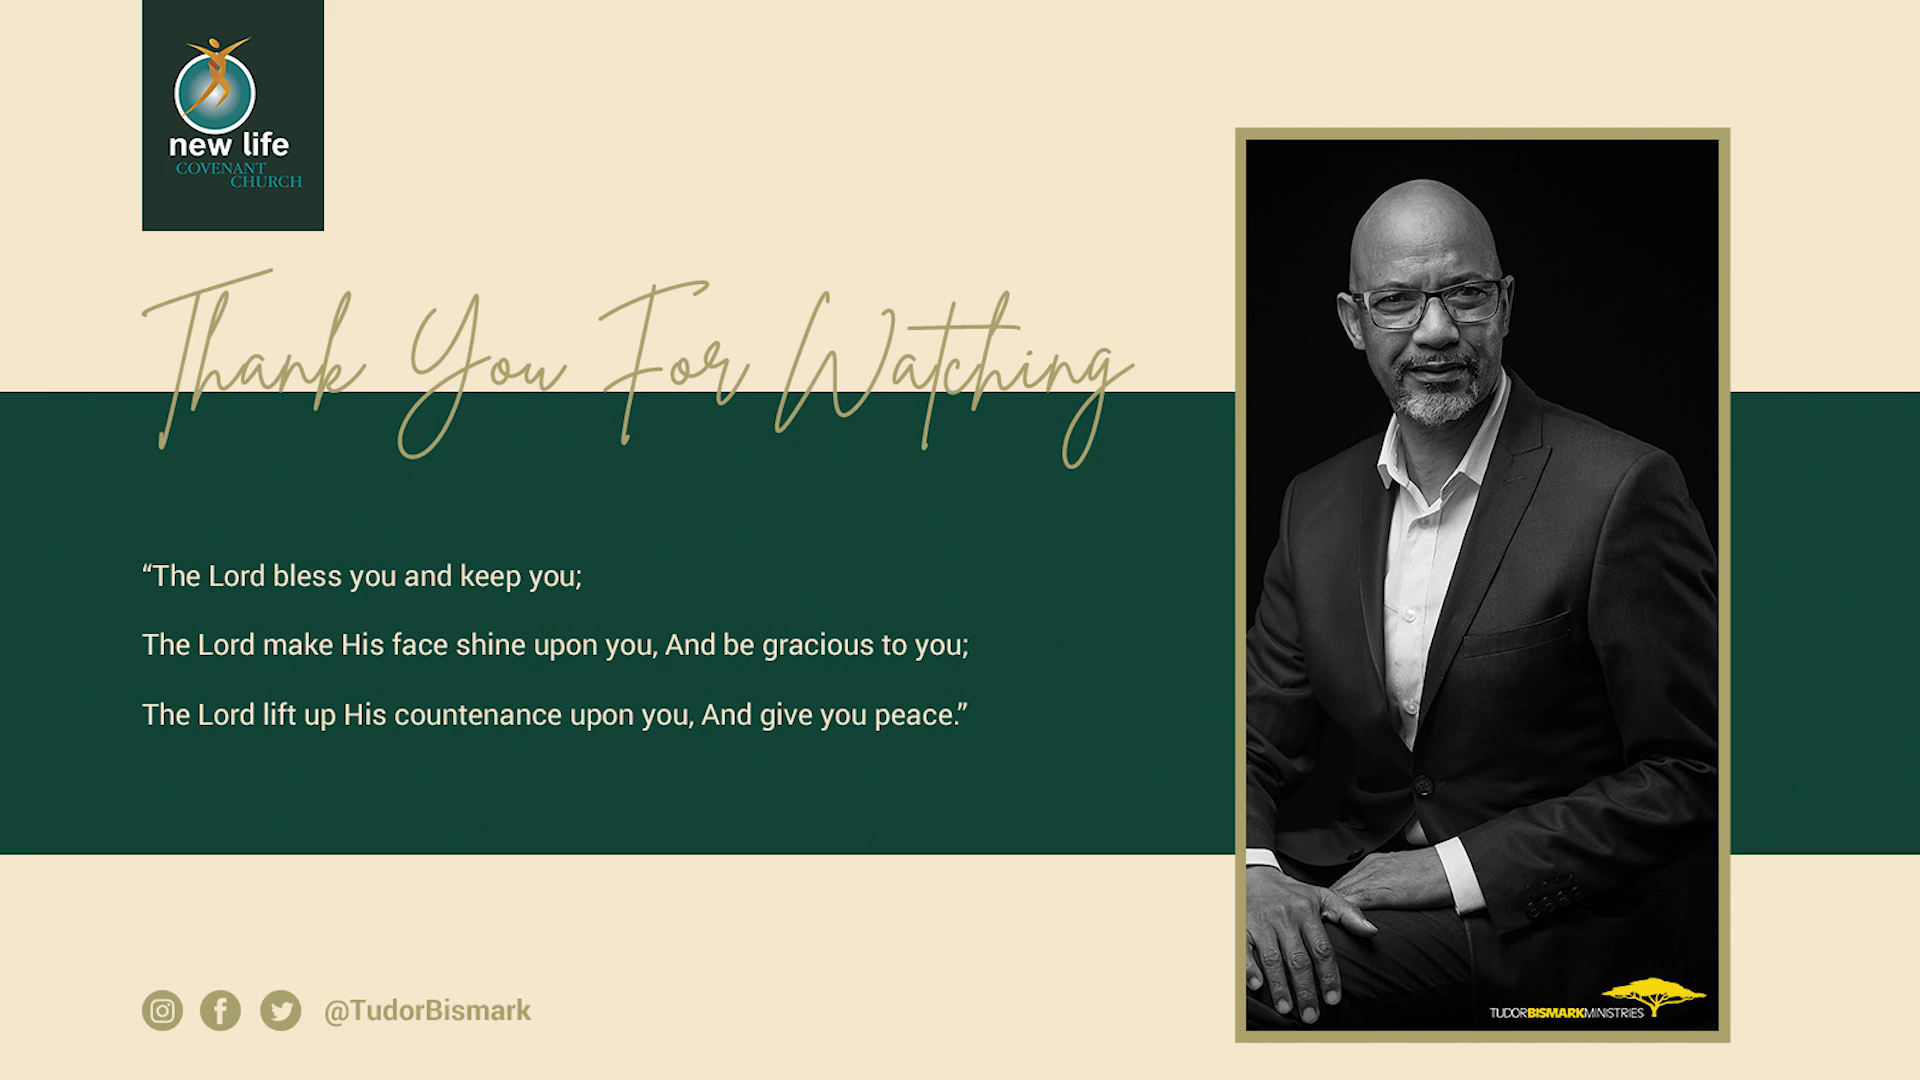 new life
COVENANT
CHURCH
Thank You For Watching
“The Lord bless you and keep you;
The Lord make His face shine upon you, And be gracious to you;
The Lord lift up His countenance upon you, And give you peace.”
@TudorBismark
TUDORBISMARKMINISTRIES